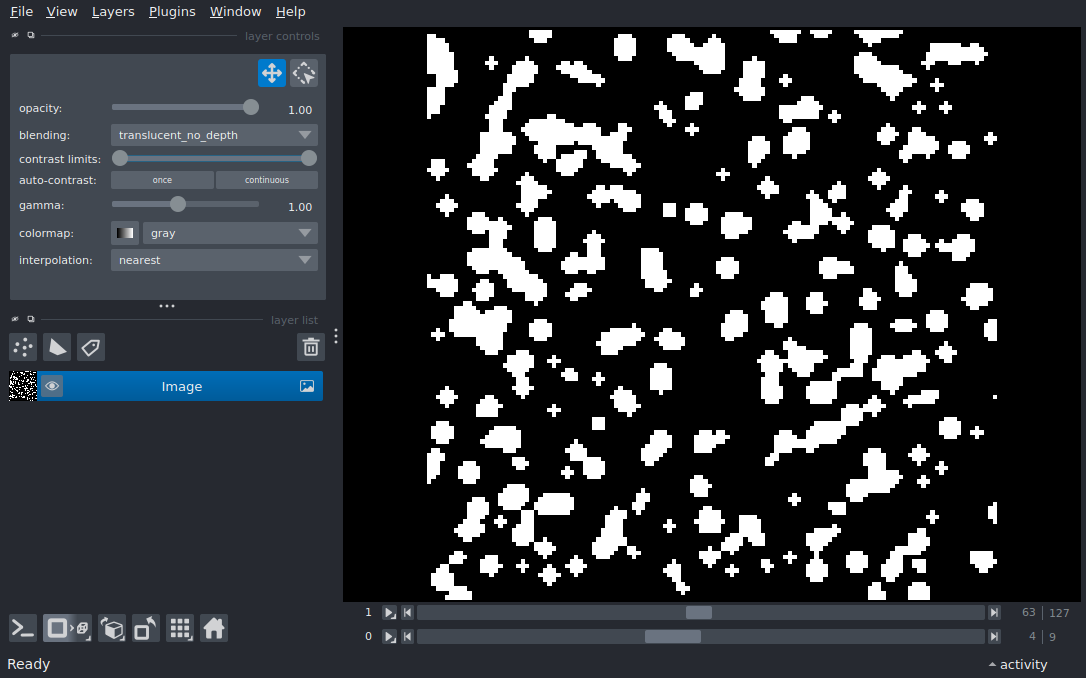 File View Layers Plugins Window Help
layer controls
opacity: 1.00
blending: translucent_no_depth
contrast limits:
auto-contrast: once continuous
gamma: 1.00
colormap: gray
interpolation: nearest
layer list
Image
1 63 127
0 4 9
Ready activity